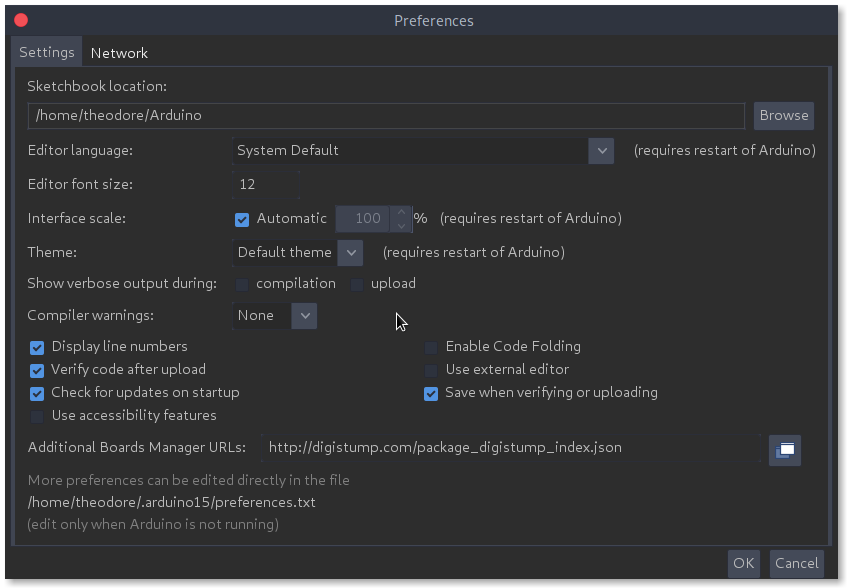 Preferences
Settings Network
Sketchbook location:
/home/theodore/Arduino Browse
Editor language: System Default (requires restart of Arduino)
Editor font size: 12
Interface scale: Automatic 100 % (requires restart of Arduino)
Theme: Default theme (requires restart of Arduino)
Show verbose output during: compilation upload
Compiler warnings: None
Display line numbers Enable Code Folding
Verify code after upload Use external editor
Check for updates on startup Save when verifying or uploading
Use accessibility features
Additional Boards Manager URLs: http://digistump.com/package_digistump_index.json
More preferences can be edited directly in the file
/home/theodore/.arduino15/preferences.txt
(edit only when Arduino is not running)
OK Cancel